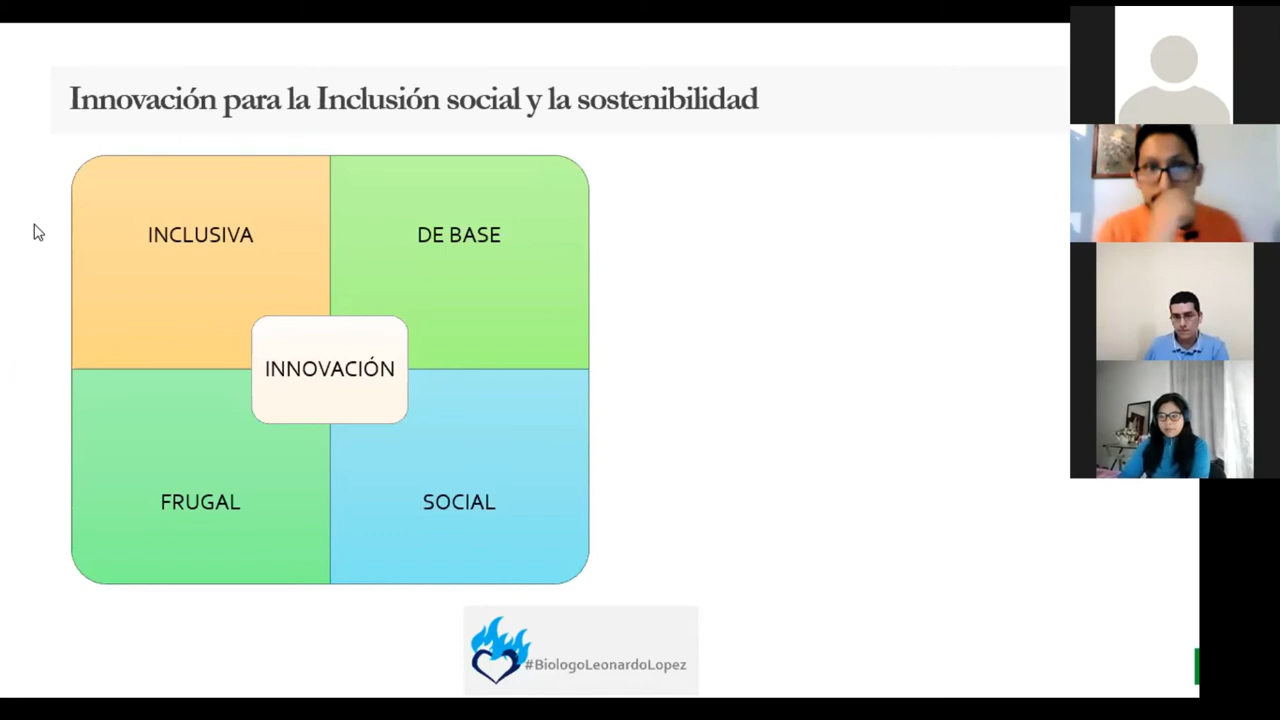 Innovación para la Inclusión social y la sostenibilidad
INCLUSIVA
DE BASE
INNOVACIÓN
FRUGAL
SOCIAL
#BiologoLeonardoLopez